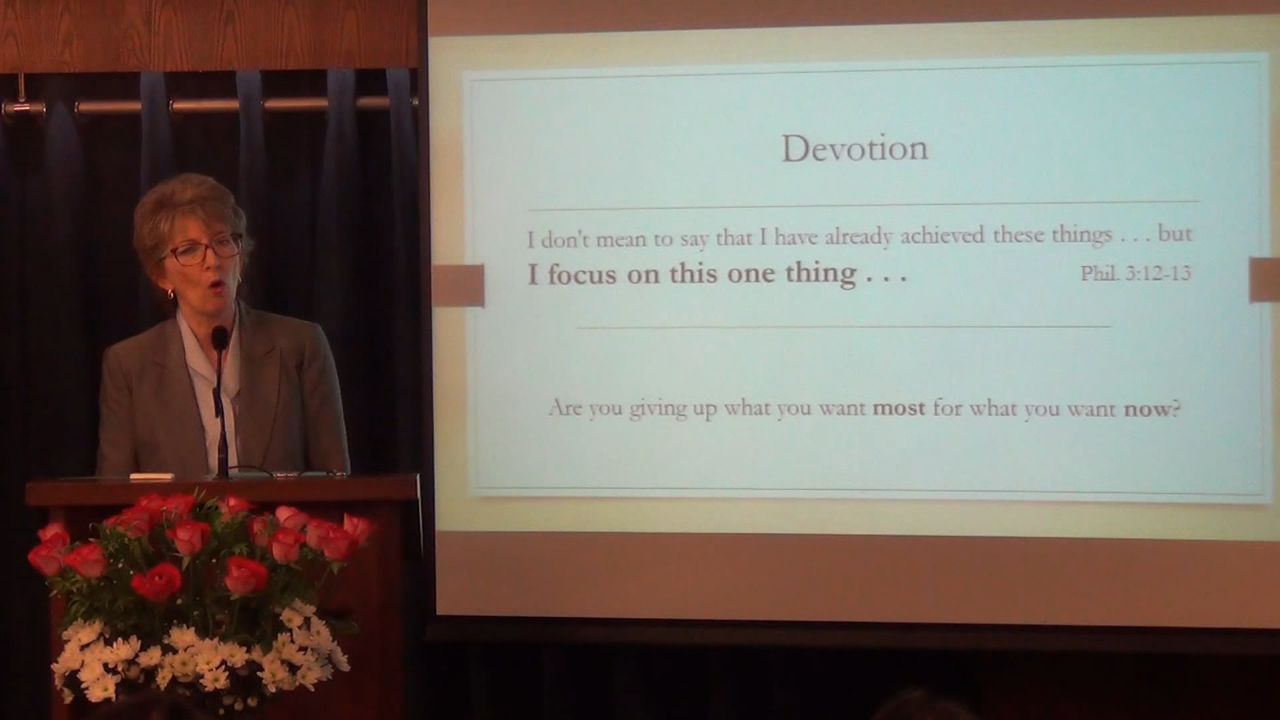 Devotion
I don't mean to say that I have already achieved these things . . . but
I focus on this one thing . . . Phil. 3:12-13
Are you giving up what you want most for what you want now?